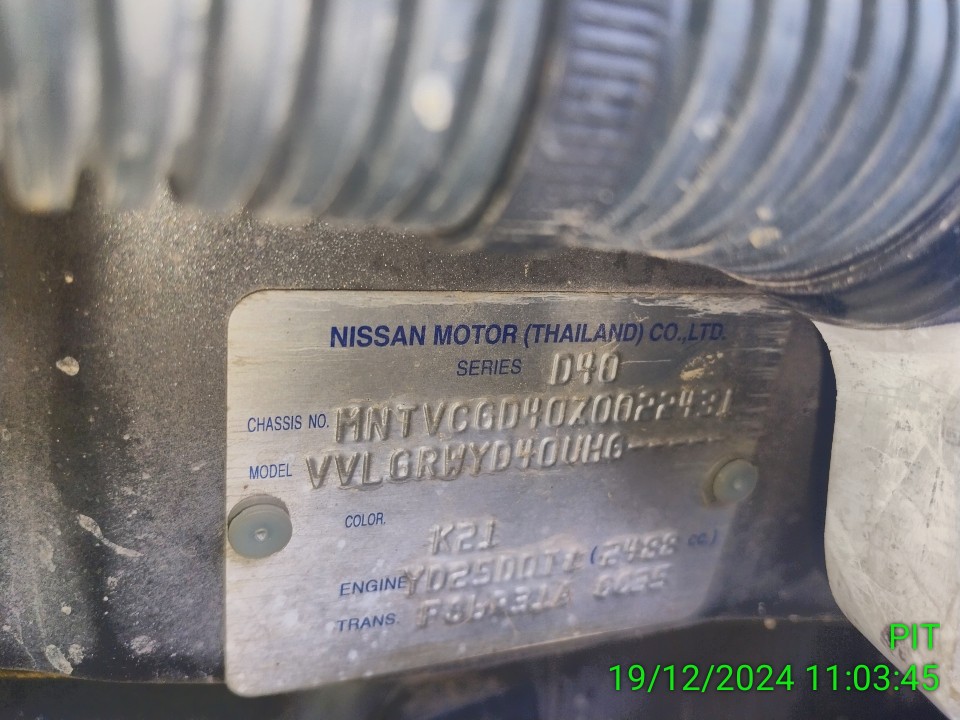 NISSAN MOTOR (THAILAND) CO.,LTD.
SERIES D40
CHASSIS NO. MNTVCGD40X0022431
MODEL VVLGRWYD40UHG------
COLOR. K21
ENGINE YD25DDTI (2488 CC.)
TRANS.
PIT
19/12/2024 11:03:45